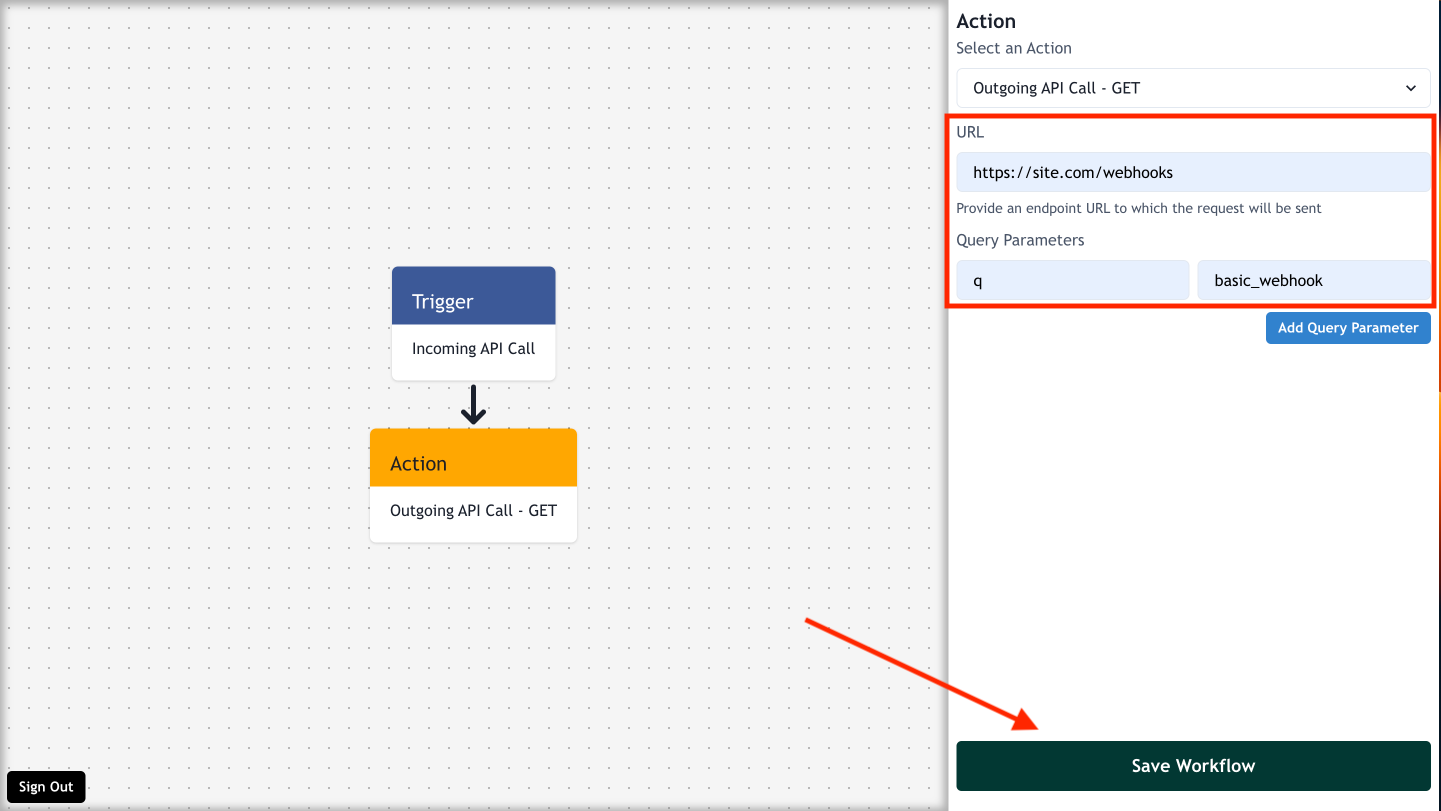 Action
Select an Action
Outgoing API Call - GET
URL
https://site.com/webhooks
Provide an endpoint URL to which the request will be sent
Query Parameters
q
basic_webhook
Add Query Parameter
Trigger
Incoming API Call
Action
Outgoing API Call - GET
Save Workflow
Sign Out